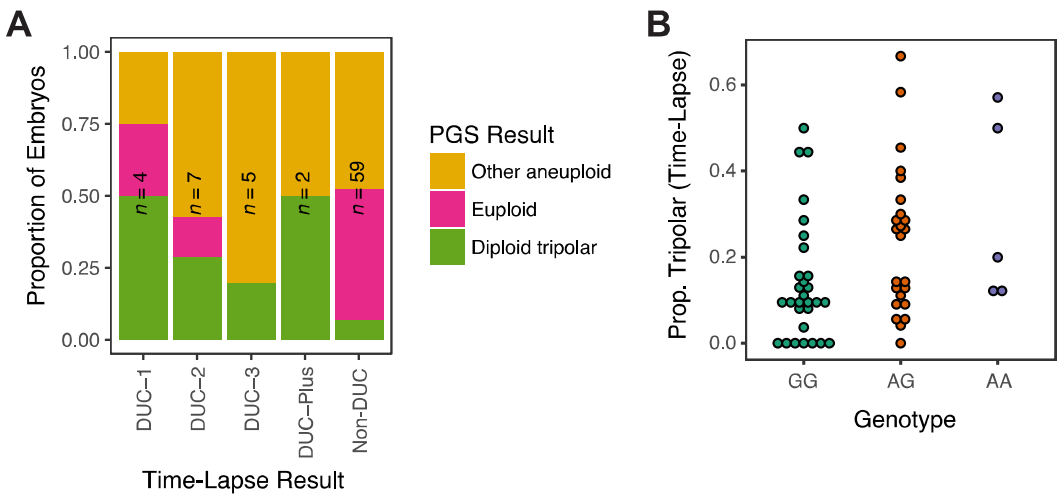 A
Proportion of Embryos
1.00
0.75
0.50
0.25
0.00
n = 4
n = 7
n = 5
n = 2
n = 59
DUC−1
DUC−2
DUC−3
DUC−Plus
Non-DUC
Time-Lapse Result
PGS Result
Other aneuploid
Euploid
Diploid tripolar
B
Prop. Tripolar (Time-Lapse)
0.6
0.4
0.2
0.0
GG
AG
AA
Genotype